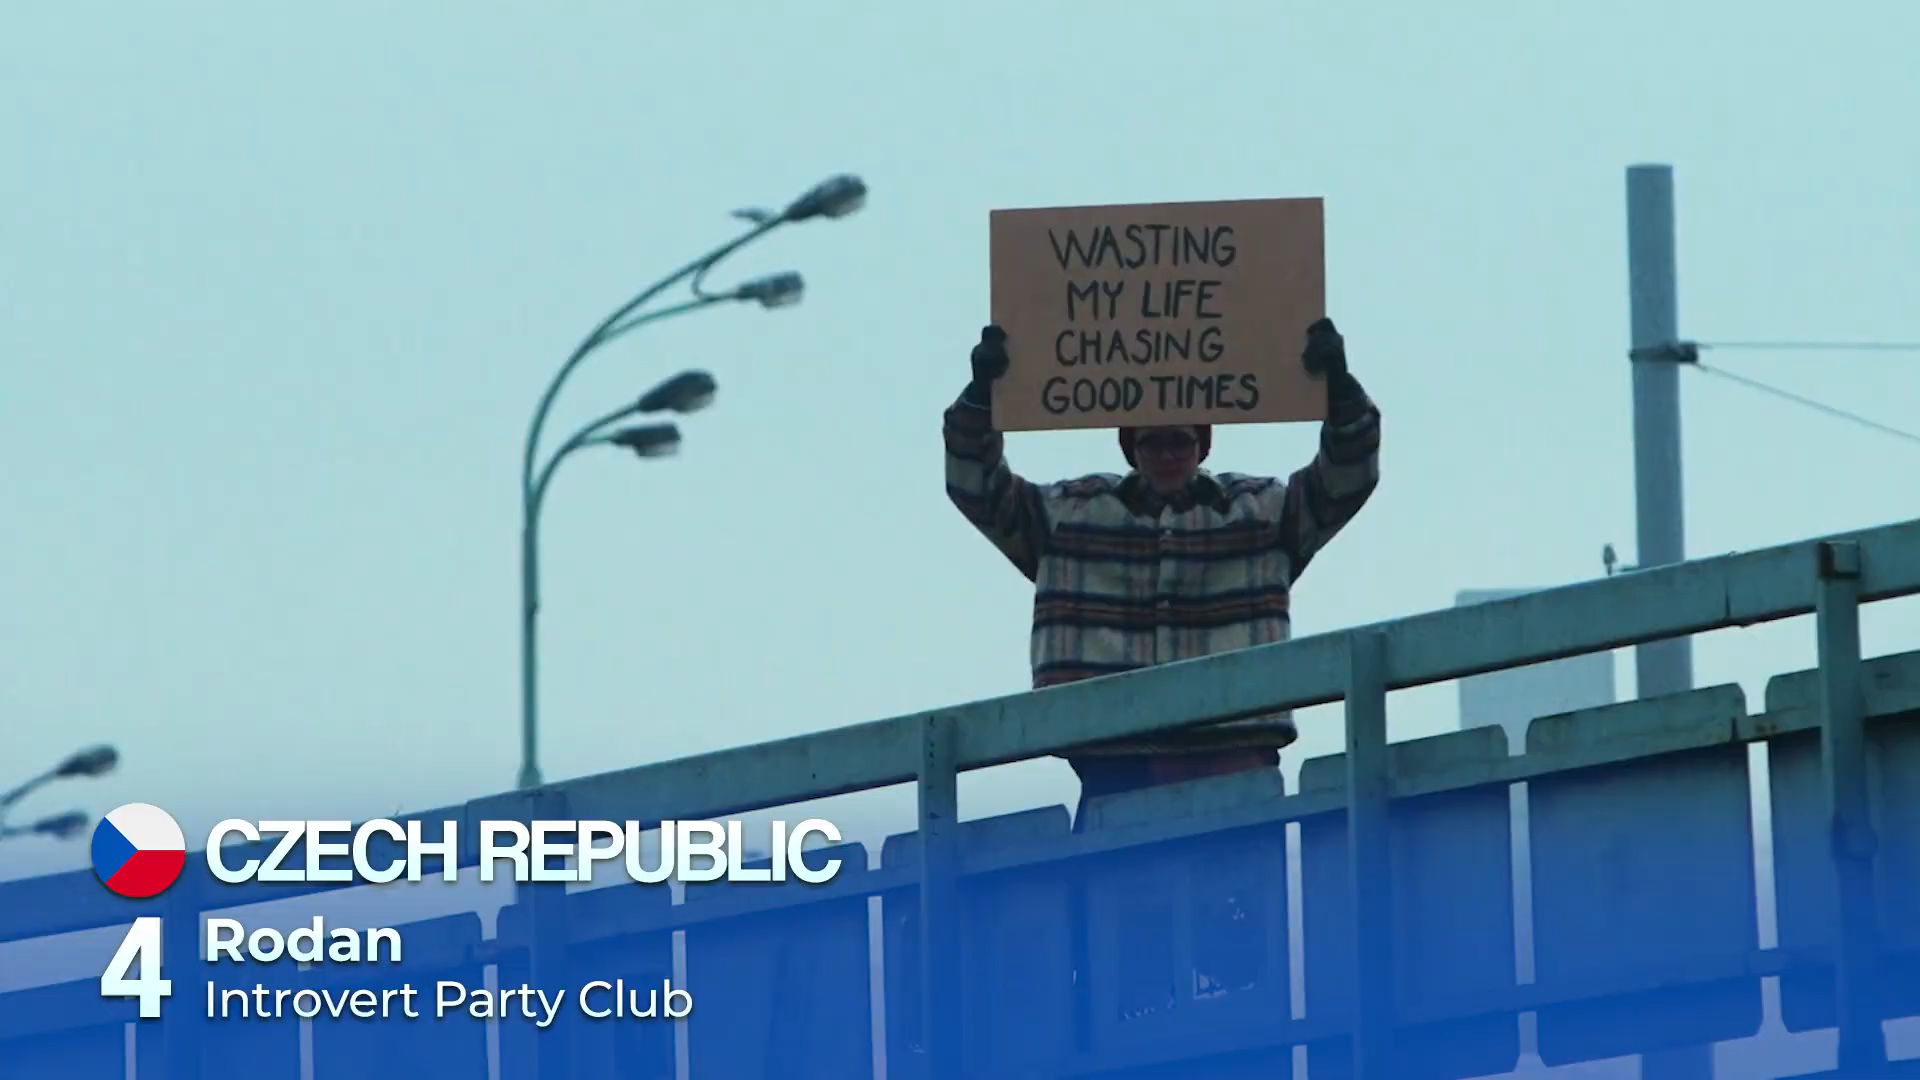 WASTING
MY LIFE
CHASING
GOOD TIMES
CZECH REPUBLIC
4
Rodan
Introvert Party Club